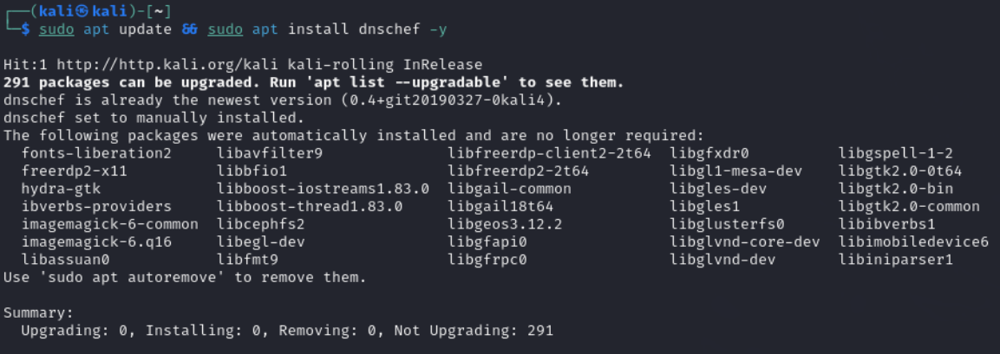 ┌──(kali㉿kali)-[~]
└─$ sudo apt update && sudo apt install dnschef -y
Hit:1 http://http.kali.org/kali kali-rolling InRelease
291 packages can be upgraded. Run 'apt list --upgradable' to see them.
dnschef is already the newest version (0.4+git20190327-0kali4).
dnschef set to manually installed.
The following packages were automatically installed and are no longer required:
  fonts-liberation2    libavfilter9              libfreerdp-client2-2t64  libgfxdr0           libgspell-1-2
  freerdp2-x11         libbfio1                  libfreerdp2-2t64         libgl1-mesa-dev     libgtk2.0-0t64
  hydra-gtk            libboost-iostreams1.83.0  libgail-common           libgles-dev         libgtk2.0-bin
  ibverbs-providers    libboost-thread1.83.0     libgail18t64             libgles1            libgtk2.0-common
  imagemagick-6-common  libcephfs2               libgeos3.12.2            libglusterfs0       libibverbs1
  imagemagick-6.q16    libegl-dev                libgfapi0                libglvnd-core-dev   libimobiledevice6
  libassuan0           libfmt9                   libgfrpc0                libglvnd-dev        libiniparser1
Use 'sudo apt autoremove' to remove them.
Summary:
  Upgrading: 0, Installing: 0, Removing: 0, Not Upgrading: 291